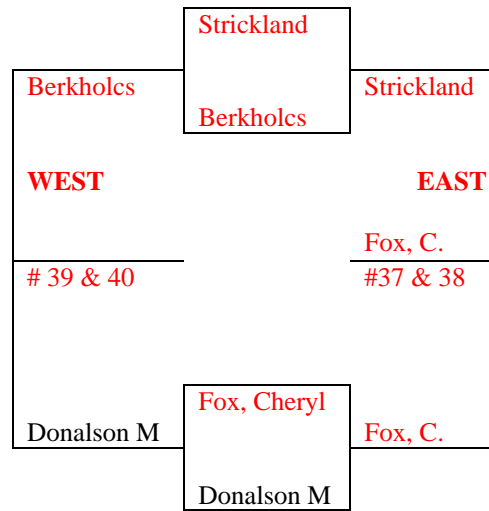 Strickland
Berkholcs
Strickland
Berkholcs
WEST
EAST
Fox, C.
# 39 & 40
#37 & 38
Fox, Cheryl
Donalson M
Fox, C.
Donalson M